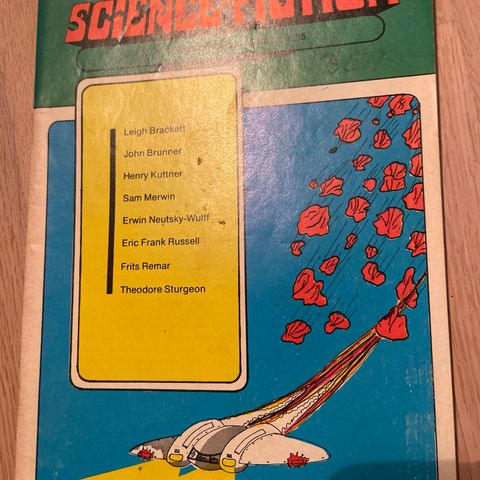 SCIENCE FICTION
Leigh Brackett
John Brunner
Henry Kuttner
Sam Merwin
Erwin Neutsky-Wulff
Eric Frank Russell
Frits Remar
Theodore Sturgeon